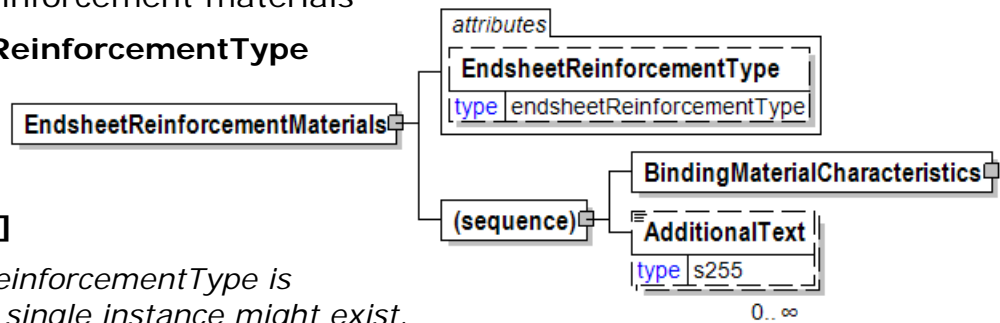 inforcement materials
ReinforcementType
]
einforcementType is
single instance might exist.
attributes
EndsheetReinforcementType
type endsheetReinforcementType
EndsheetReinforcementMaterials
BindingMaterialCharacteristics
(sequence)
AdditionalText
type s255
0.. ∞